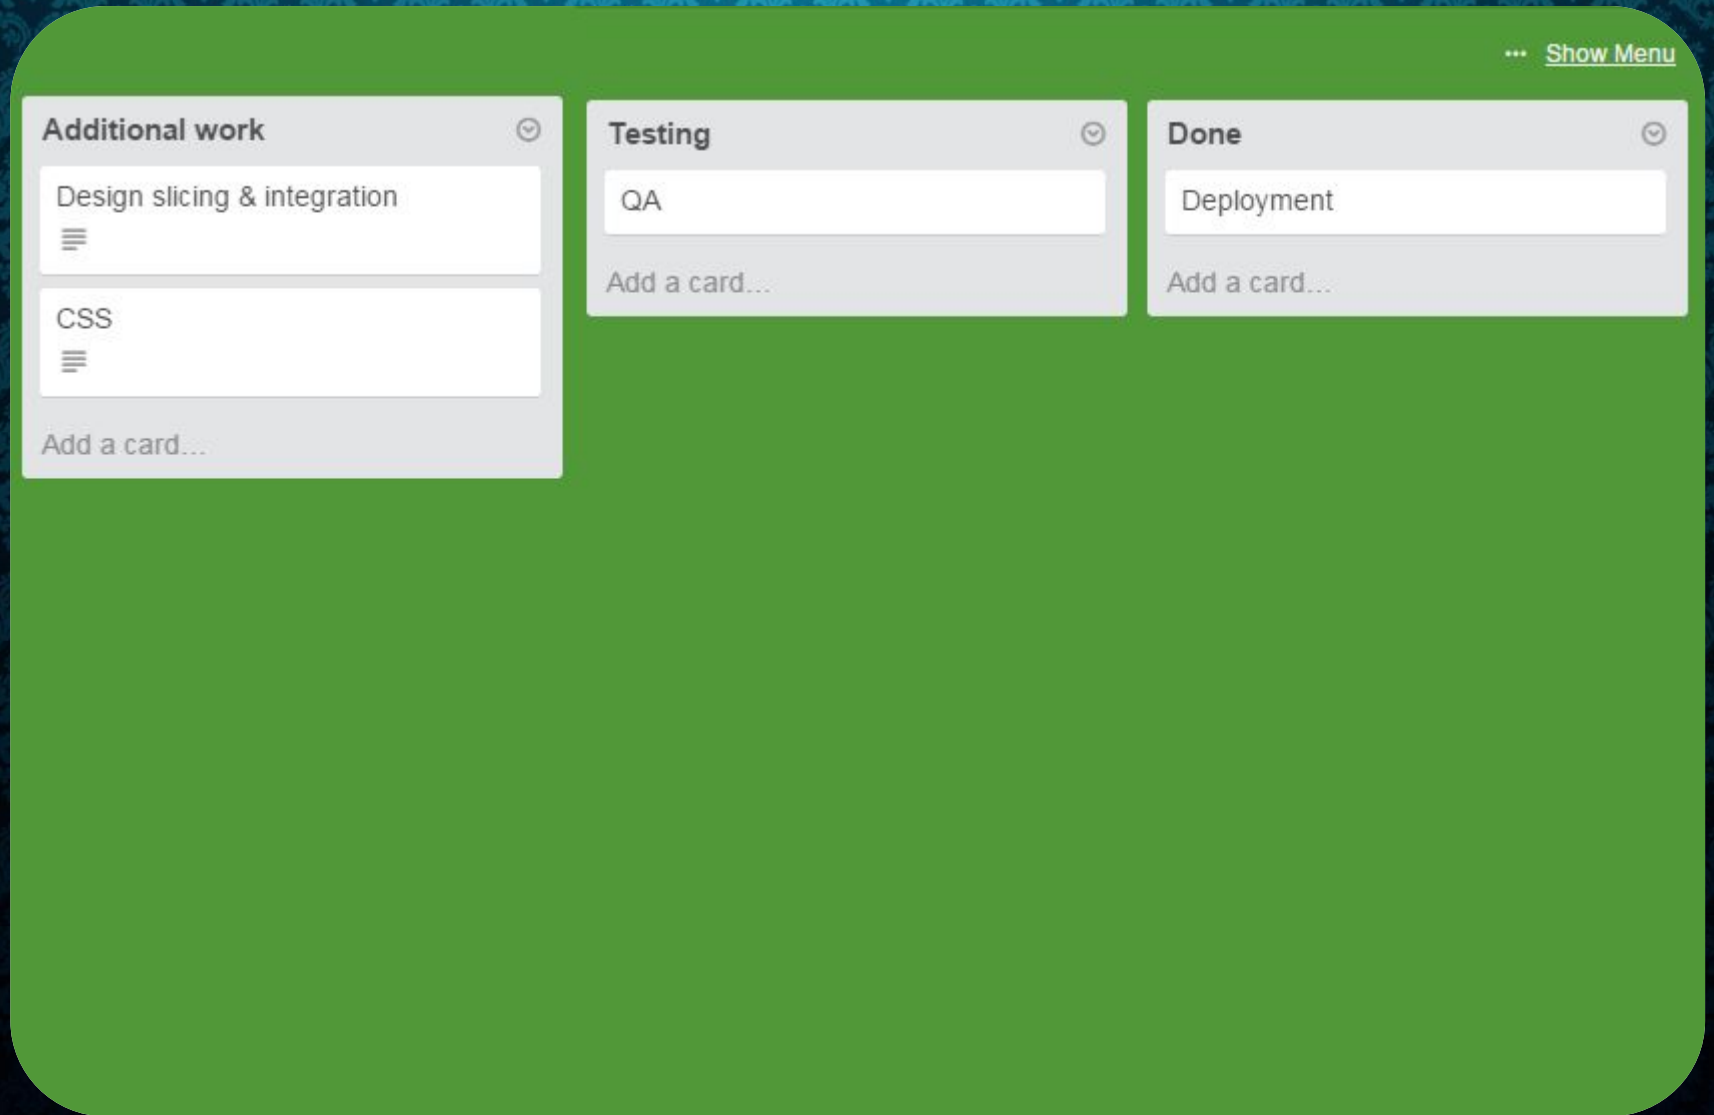 ... Show Menu
Additional work
Design slicing & integration
CSS
Add a card...
Testing
QA
Add a card...
Done
Deployment
Add a card...